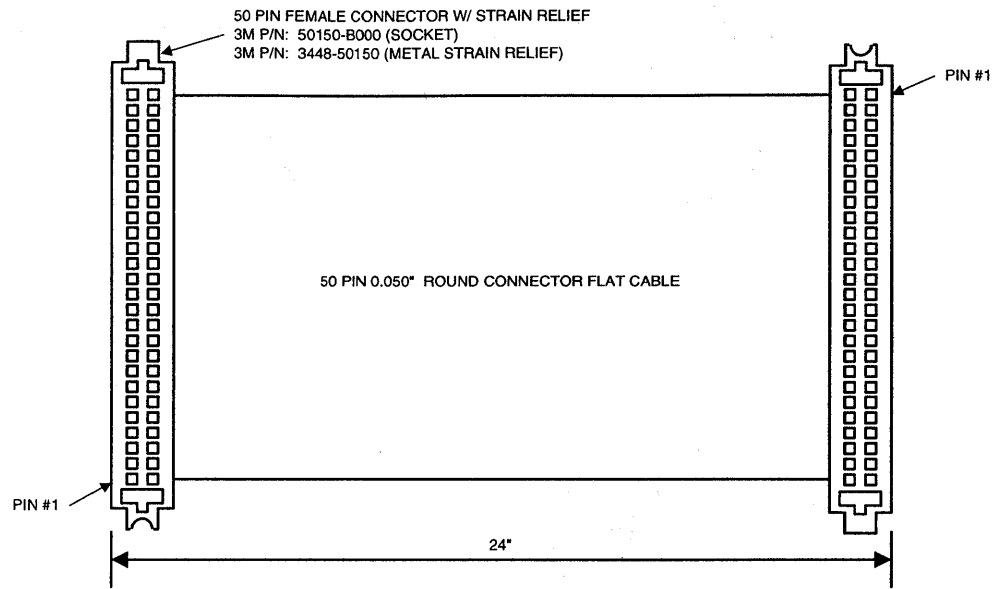 50 PIN FEMALE CONNECTOR W/ STRAIN RELIEF
3M P/N: 50150-B000 (SOCKET)
3M P/N: 3448-50150 (METAL STRAIN RELIEF)
PIN #1
50 PIN 0.050" ROUND CONNECTOR FLAT CABLE
PIN #1
24"